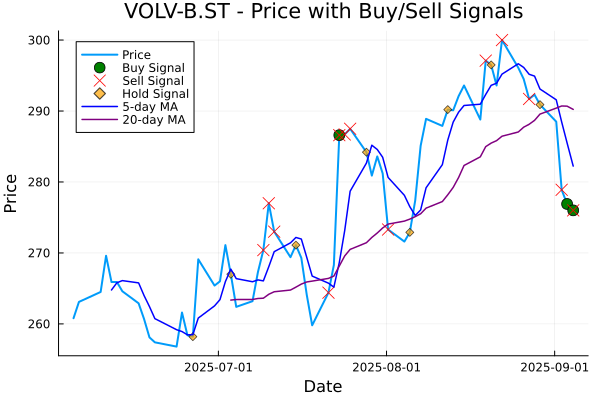 VOLV-B.ST - Price with Buy/Sell Signals
Price
300
290
280
270
260
Price
Buy Signal
Sell Signal
Hold Signal
5-day MA
20-day MA
2025-07-01
2025-08-01
2025-09-01
Date